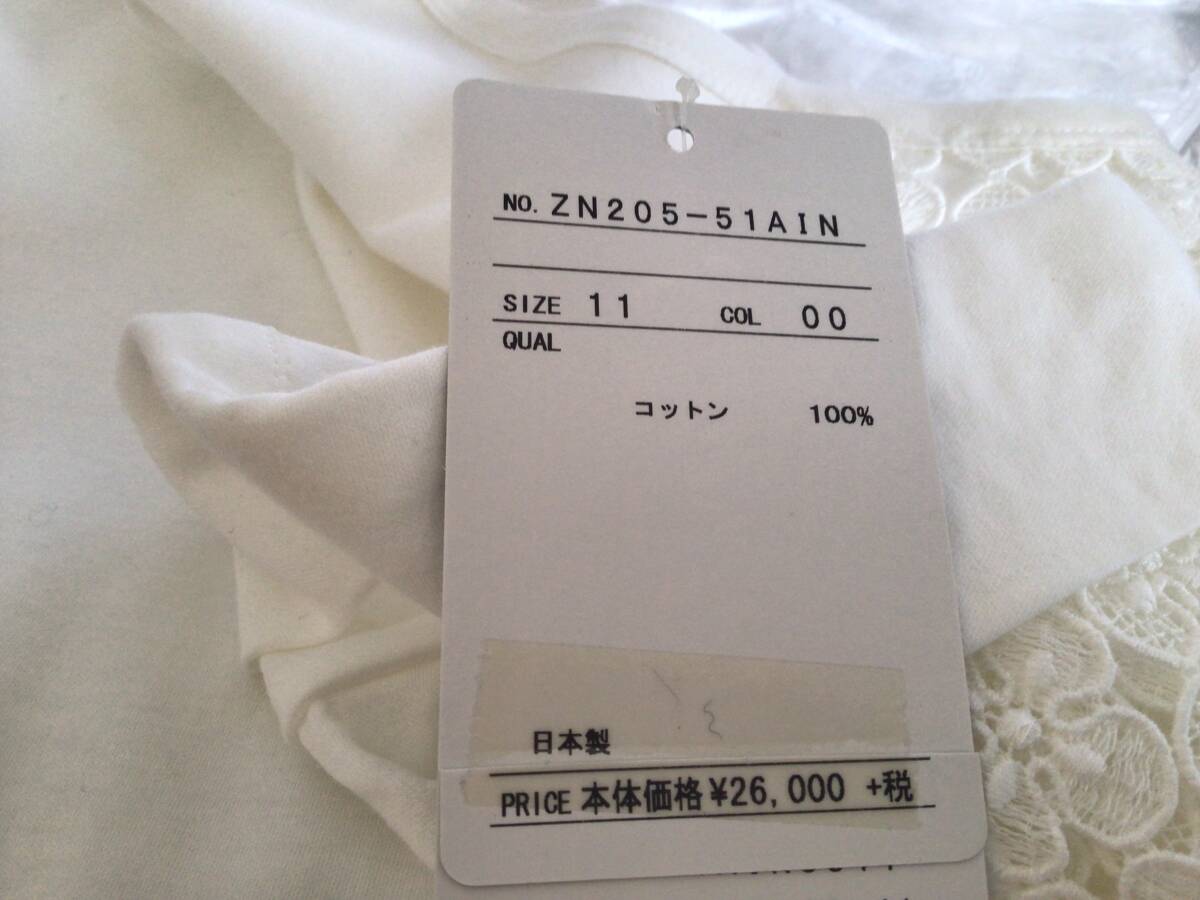 NO. ZN205-51AIN
SIZE 11 COL 00
QUAL
コットン 100%
日本製
PRICE 本体価格¥26,000 +税